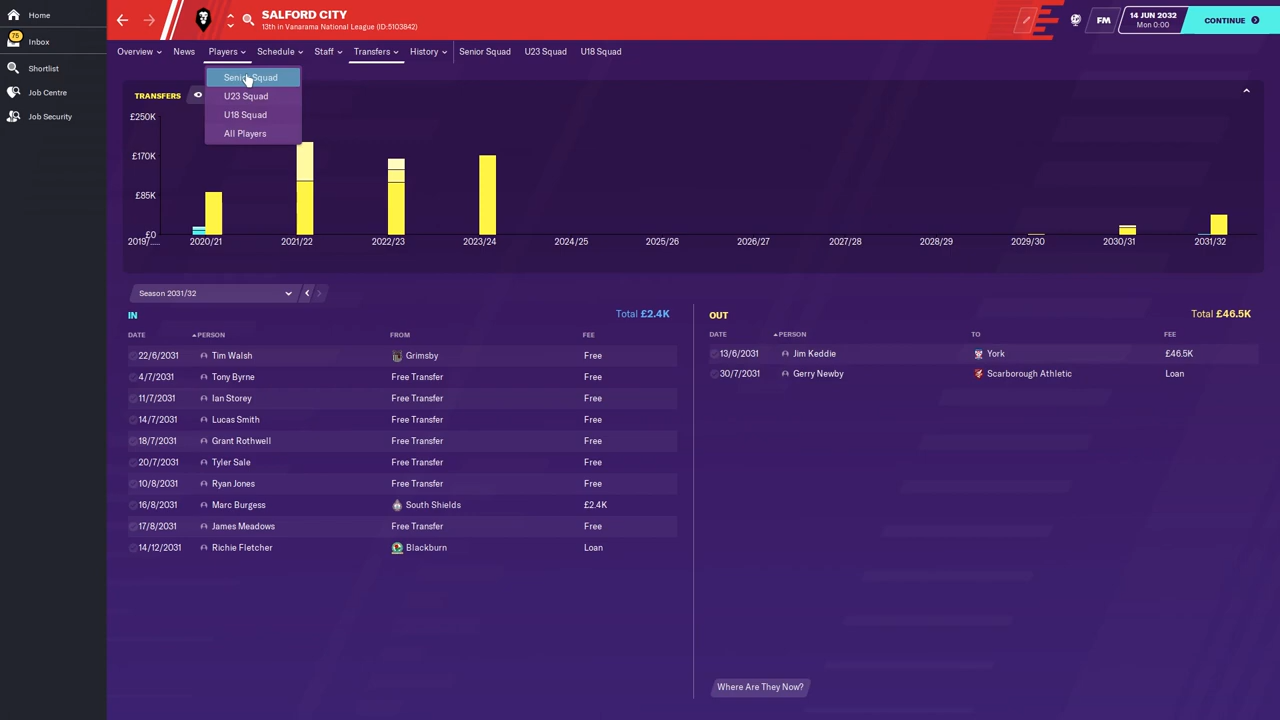 Home
75
Inbox
Shortlist
Job Centre
Job Security
SALFORD CITY
13th in Vanarama National League (ID:5103842)
FM
14 JUN 2032
Mon 0:00
CONTINUE
Overview News Players Schedule Staff Transfers History Senior Squad U23 Squad U18 Squad
Senior Squad
U23 Squad
U18 Squad
All Players
TRANSFERS
£250K
£170K
£85K
£0
2019/.... 2020/21 2021/22 2022/23 2023/24 2024/25 2025/26 2026/27 2027/28 2028/29 2029/30 2030/31 2031/32
Season 2031/32
IN Total £2.4K
DATE PERSON FROM FEE
22/6/2031 Tim Walsh Grimsby Free
4/7/2031 Tony Byrne Free Transfer Free
11/7/2031 Ian Storey Free Transfer Free
14/7/2031 Lucas Smith Free Transfer Free
18/7/2031 Grant Rothwell Free Transfer Free
20/7/2031 Tyler Sale Free Transfer Free
10/8/2031 Ryan Jones Free Transfer Free
16/8/2031 Marc Burgess South Shields £2.4K
17/8/2031 James Meadows Free Transfer Free
14/12/2031 Richie Fletcher Blackburn Loan
OUT Total £46.5K
DATE PERSON TO FEE
13/6/2031 Jim Keddie York £46.5K
30/7/2031 Gerry Newby Scarborough Athletic Loan
Where Are They Now?